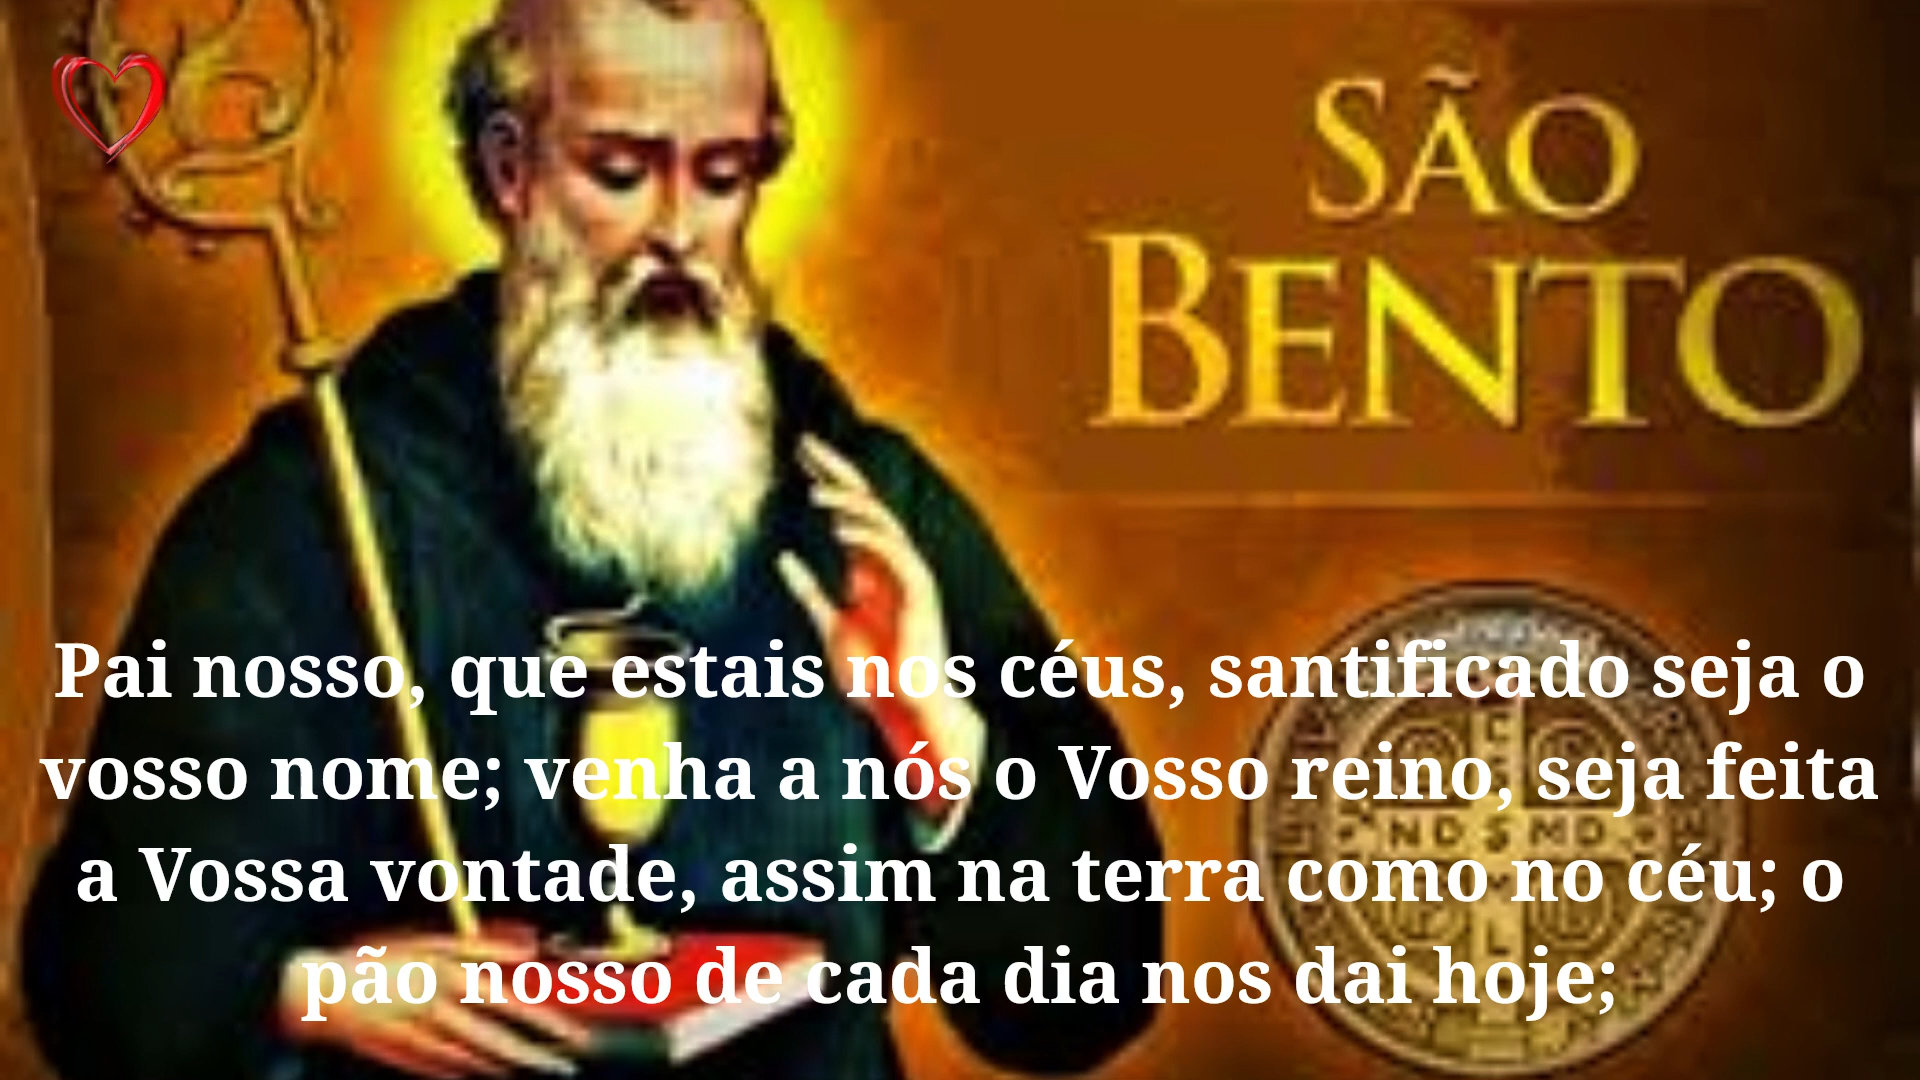 SÃO
BENTO
Pai nosso, que estais nos céus, santificado seja o
vosso nome; venha a nós o Vosso reino, seja feita
a Vossa vontade, assim na terra como no céu; o
pão nosso de cada dia nos dai hoje;
N D S M D